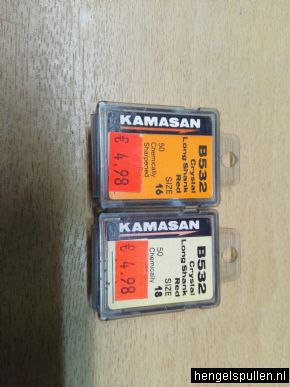 KAMASAN
B532
Crystal
Long Shank
Red
50 SIZE
Chemically 16
Sharpened
€ 4.98
KAMASAN
B532
Crystal
Long Shank
Red
50 SIZE
Chemically 18
€ 4.98
hengelspullen.nl